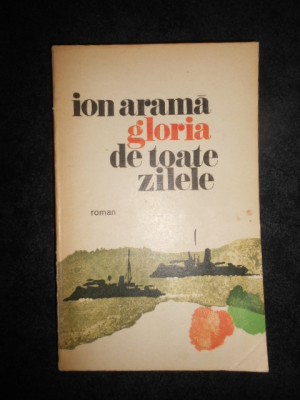 ion aramă
gloria
de toate
zilele
roman